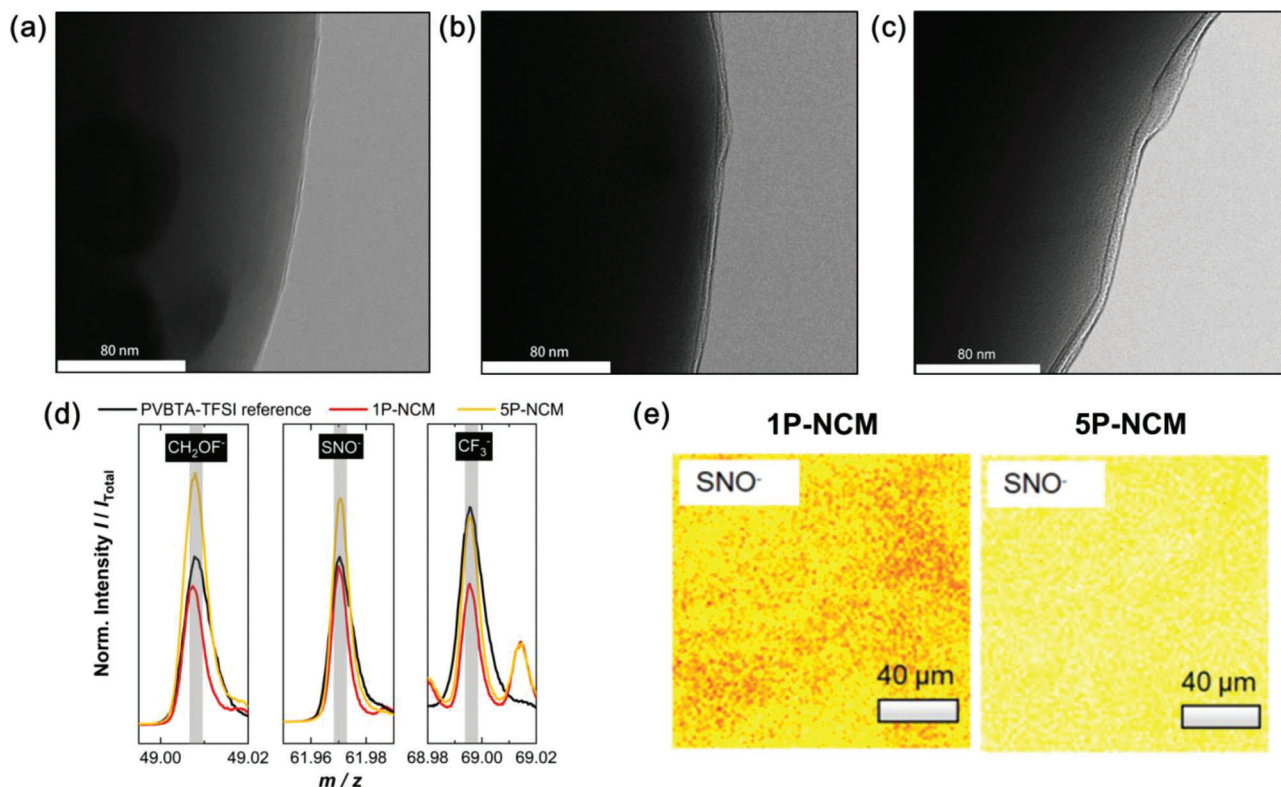 (a)
(b)
(c)
80 nm
80 nm
80 nm
(d)
PVBTA-TFSI reference
1P-NCM
5P-NCM
CH₂OF⁻
SNO⁻
CF₃⁻
Norm. Intensity I / I_Total
49.00
49.02
61.96
61.98
68.98
69.00
69.02
m / z
(e)
1P-NCM
5P-NCM
SNO⁻
SNO⁻
40 µm
40 µm